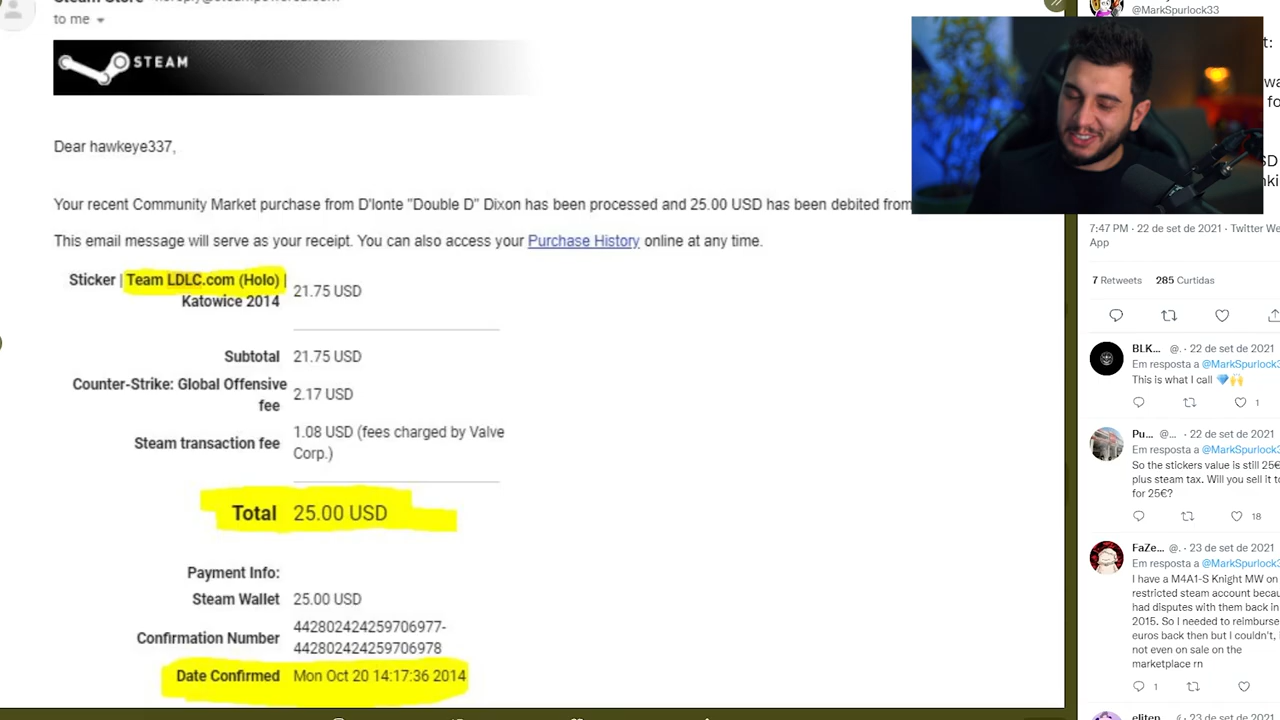 to me
STEAM
Dear hawkeye337,
Your recent Community Market purchase from D'lonte "Double D" Dixon has been processed and 25.00 USD has been debited from
This email message will serve as your receipt. You can also access your Purchase History online at any time.
Sticker | Team LDLC.com (Holo) |
Katowice 2014
21.75 USD
Subtotal 21.75 USD
Counter-Strike: Global Offensive
fee
2.17 USD
Steam transaction fee
1.08 USD (fees charged by Valve
Corp.)
Total 25.00 USD
Payment Info:
Steam Wallet 25.00 USD
Confirmation Number
442802424259706977-
442802424259706978
Date Confirmed Mon Oct 20 14:17:36 2014
@MarkSpurlock33
7:47 PM · 22 de set de 2021 · Twitter We
App
7 Retweets 285 Curtidas
BLK... @. · 22 de set de 2021
Em resposta a @MarkSpurlock3
This is what I call 💎🙌
1
Pu... @... · 22 de set de 2021
Em resposta a @MarkSpurlock3
So the stickers value is still 25€
plus steam tax. Will you sell it to
for 25€?
18
FaZe... @. · 23 de set de 2021
Em resposta a @MarkSpurlock3
I have a M4A1-S Knight MW on
restricted steam account becau
had disputes with them back in
2015. So I needed to reimburse
euros back then but I couldn't, i
not even on sale on the
marketplace rn
1
eliten 23 de set de 2021